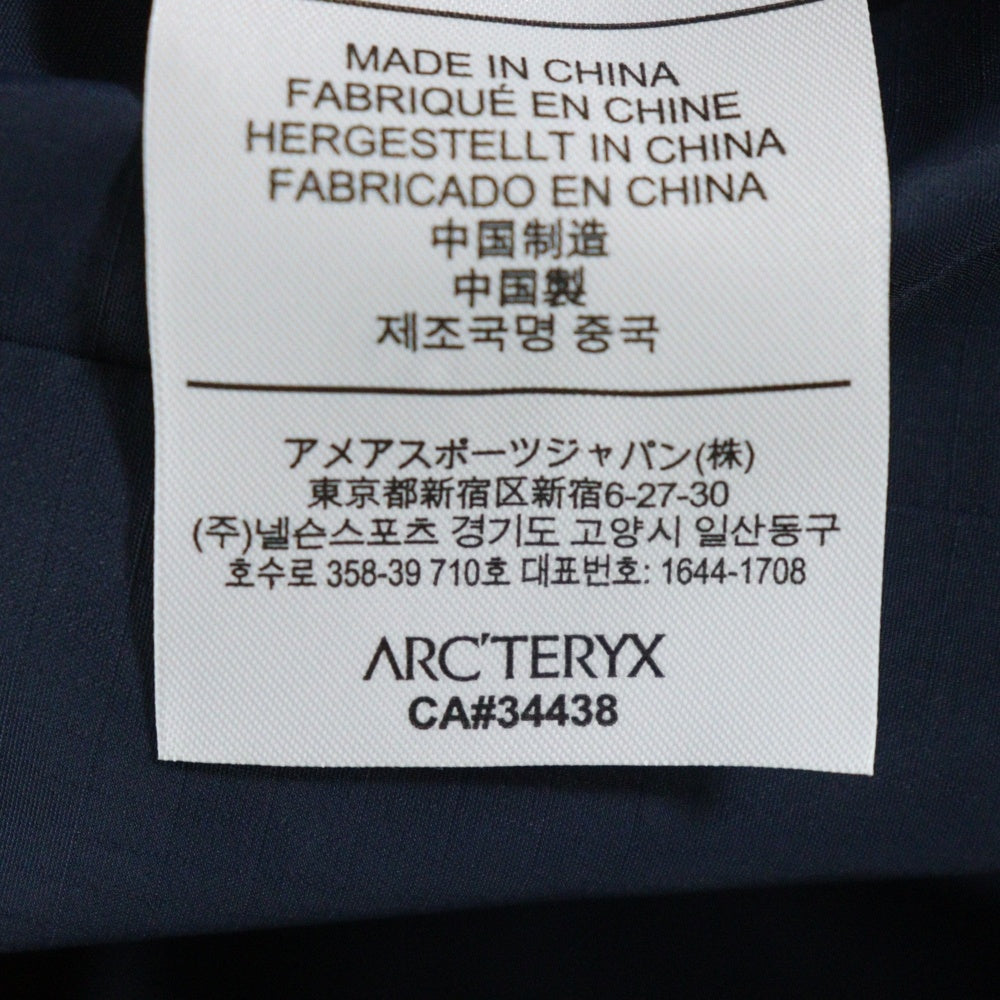 MADE IN CHINA
FABRIQUÉ EN CHINE
HERGESTELLT IN CHINA
FABRICADO EN CHINA
中国制造
中国製
제조국명 중국
アメアスポーツジャパン(株)
東京都新宿区新宿6-27-30
(주)넬슨스포츠 경기도 고양시 일산동구
호수로 358-39 710호 대표번호: 1644-1708
ARC'TERYX
CA#34438